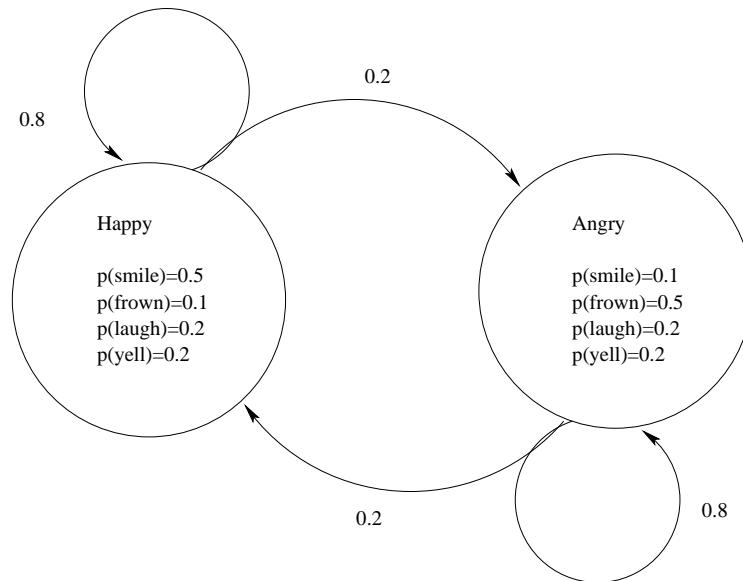 0.2
0.8
Happy
p(smile)=0.5
p(frown)=0.1
p(laugh)=0.2
p(yell)=0.2
Angry
p(smile)=0.1
p(frown)=0.5
p(laugh)=0.2
p(yell)=0.2
0.2
0.8